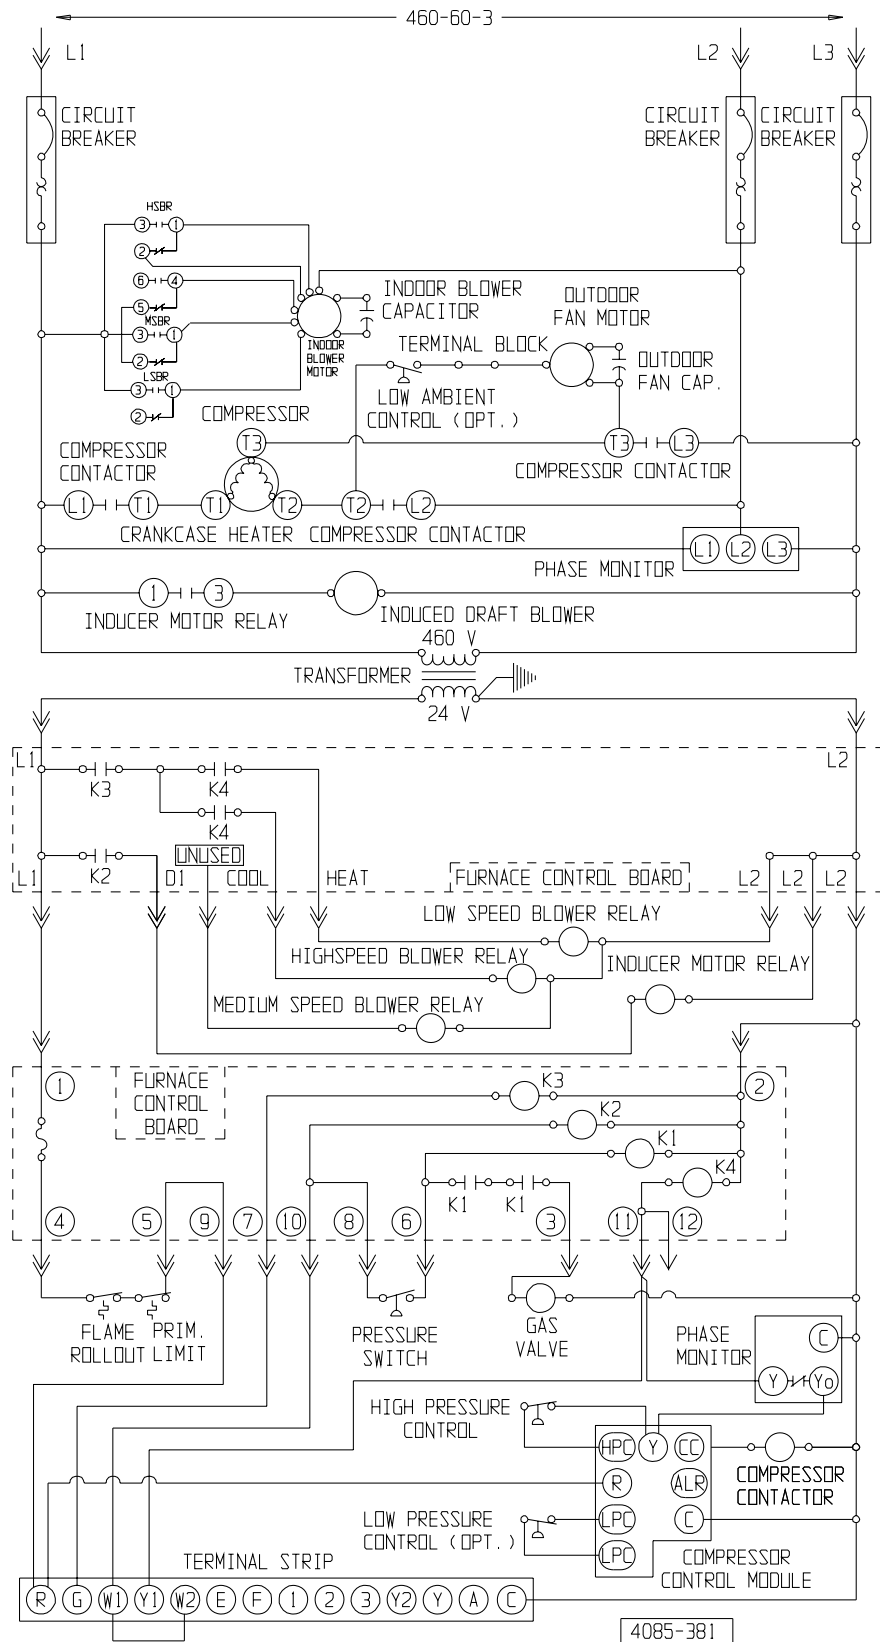 460-60-3
L1
L2
L3
CIRCUIT
BREAKER
CIRCUIT
BREAKER
CIRCUIT
BREAKER
HSBR
3
1
2
6
4
5
MSBR
3
1
2
LSBR
3
1
2
INDOOR
BLOWER
MOTOR
INDOOR BLOWER
CAPACITOR
OUTDOOR
FAN MOTOR
TERMINAL BLOCK
OUTDOOR
FAN CAP.
LOW AMBIENT
CONTROL (OPT.)
COMPRESSOR
T3
T3
L3
COMPRESSOR CONTACTOR
COMPRESSOR
CONTACTOR
L1
T1
T1
T2
T2
L2
CRANKCASE HEATER
COMPRESSOR CONTACTOR
L1
L2
L3
PHASE MONITOR
1
3
INDUCER MOTOR RELAY
INDUCED DRAFT BLOWER
460 V
TRANSFORMER
24 V
L1
L2
K3
K4
K4
K2
UNUSED
L1
D1
COOL
HEAT
FURNACE CONTROL BOARD
L2
L2
L2
LOW SPEED BLOWER RELAY
HIGHSPEED BLOWER RELAY
INDUCER MOTOR RELAY
MEDIUM SPEED BLOWER RELAY
1
FURNACE
CONTROL
BOARD
2
K3
K2
K1
K4
K1
K1
4
5
9
7
10
8
6
3
11
12
FLAME
ROLLOUT
PRIM.
LIMIT
PRESSURE
SWITCH
GAS
VALVE
PHASE
MONITOR
C
Y
Yo
HIGH PRESSURE
CONTROL
HPC
Y
CC
R
ALR
LPC
C
LPC
COMPRESSOR
CONTACTOR
LOW PRESSURE
CONTROL (OPT.)
COMPRESSOR
CONTROL MODULE
TERMINAL STRIP
R G W1 Y1 W2 E F 1 2 3 Y2 Y A C
4085-381